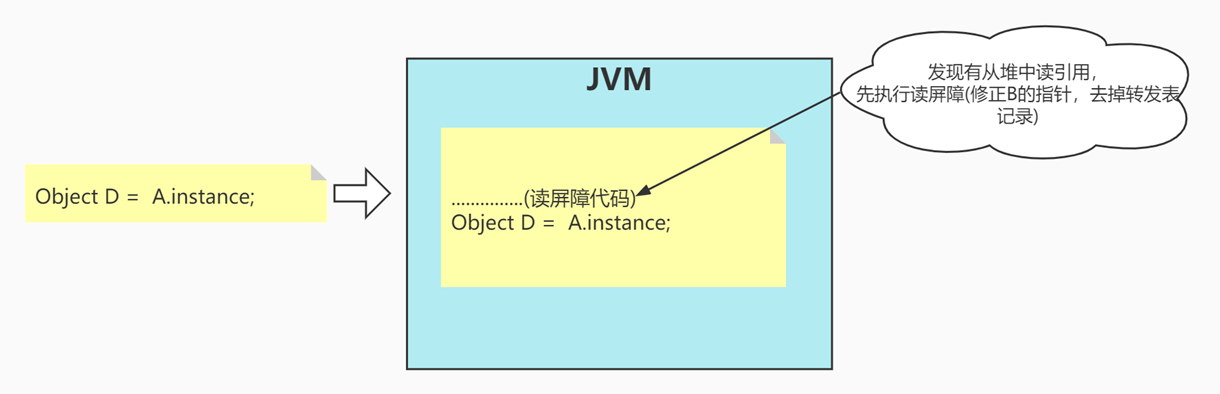 JVM
发现有从堆中读引用,
先执行读屏障(修正B的指针，去掉转发表
记录)
Object D =  A.instance;
...............(读屏障代码)
Object D =  A.instance;